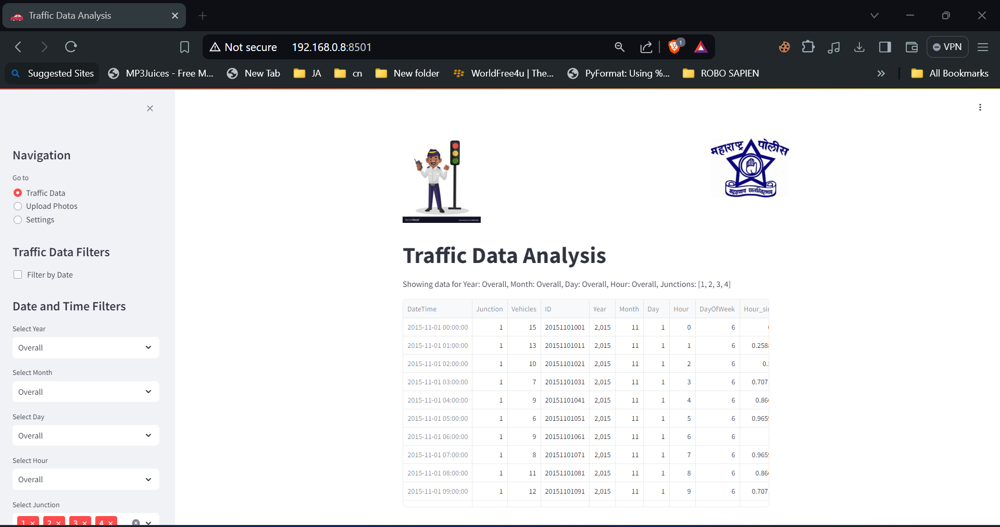 Traffic Data Analysis
Not secure 192.168.0.8:8501
1
VPN
Suggested Sites MP3Juices - Free M... New Tab JA cn New folder WorldFree4u | The... PyFormat: Using %... ROBO SAPIEN » All Bookmarks
Navigation
Go to
Traffic Data
Upload Photos
Settings
Traffic Data Filters
Filter by Date
Date and Time Filters
Select Year
Overall
Select Month
Overall
Select Day
Overall
Select Hour
Overall
Select Junction
1 2 3 4
VectorStock
महाराष्ट्र पोलीस
सद्रक्षणाय खलनिग्रहणाय
Traffic Data Analysis
Showing data for Year: Overall, Month: Overall, Day: Overall, Hour: Overall, Junctions: [1, 2, 3, 4]
DateTime Junction Vehicles ID Year Month Day Hour DayOfWeek Hour_sin
2015-11-01 00:00:00 1 15 20151101001 2,015 11 1 0 6
2015-11-01 01:00:00 1 13 20151101011 2,015 11 1 1 6 0.258
2015-11-01 02:00:00 1 10 20151101021 2,015 11 1 2 6 0.
2015-11-01 03:00:00 1 7 20151101031 2,015 11 1 3 6 0.707
2015-11-01 04:00:00 1 9 20151101041 2,015 11 1 4 6 0.86
2015-11-01 05:00:00 1 6 20151101051 2,015 11 1 5 6 0.965
2015-11-01 06:00:00 1 9 20151101061 2,015 11 1 6 6
2015-11-01 07:00:00 1 8 20151101071 2,015 11 1 7 6 0.965
2015-11-01 08:00:00 1 11 20151101081 2,015 11 1 8 6 0.86
2015-11-01 09:00:00 1 12 20151101091 2,015 11 1 9 6 0.707